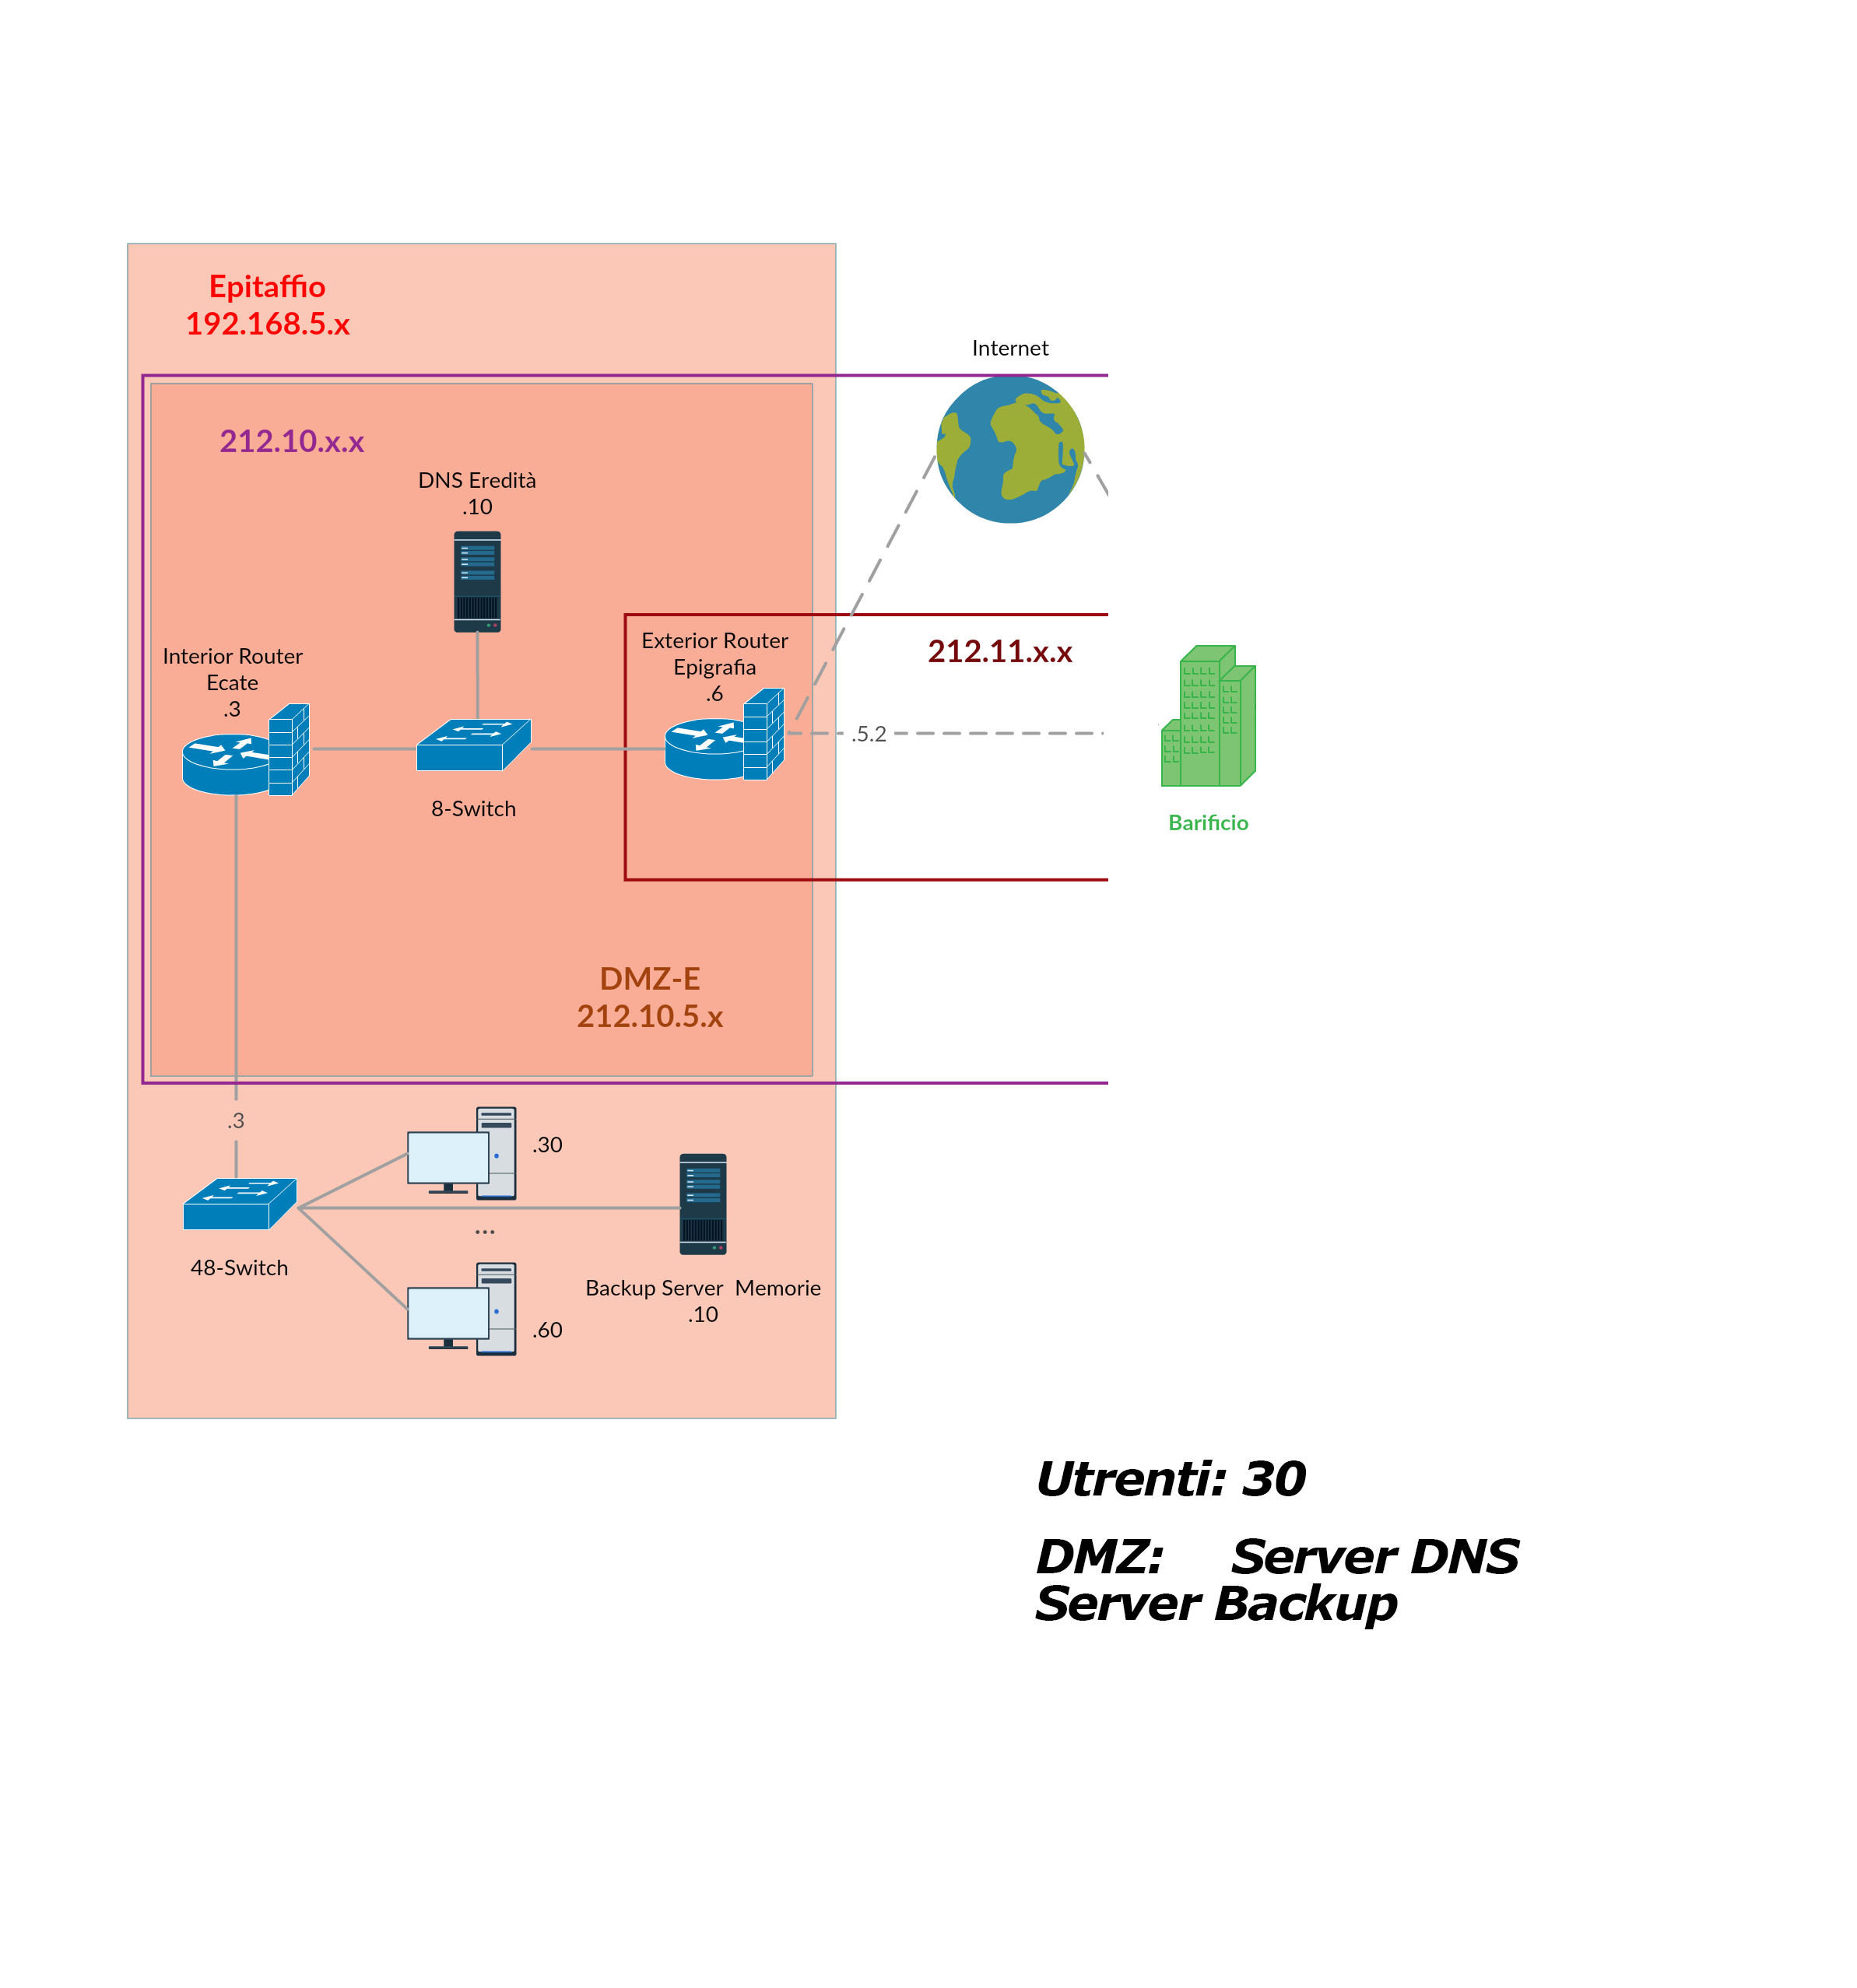 Epitaffio
192.168.5.x
Internet
212.10.x.x
DNS Eredità
.10
Interior Router
Ecate
.3
Exterior Router
Epigrafia
.6
212.11.x.x
.5.2
8-Switch
Barificio
DMZ-E
212.10.5.x
.3
.30
...
48-Switch
Backup Server  Memorie
.10
.60
Utrenti: 30
DMZ:    Server DNS
Server Backup